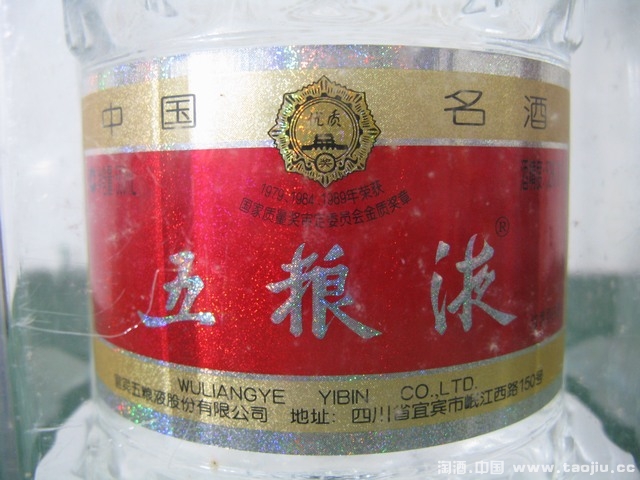 中国 名酒
优质
奖
1979.1984.1989年荣获
国家质量奖审定委员会金质奖章
五粮液®
WULIANGYE YIBIN CO.,LTD.
宜宾五粮液股份有限公司 地址: 四川省宜宾市岷江西路150号
淘酒.中国 www.taojiu.cc